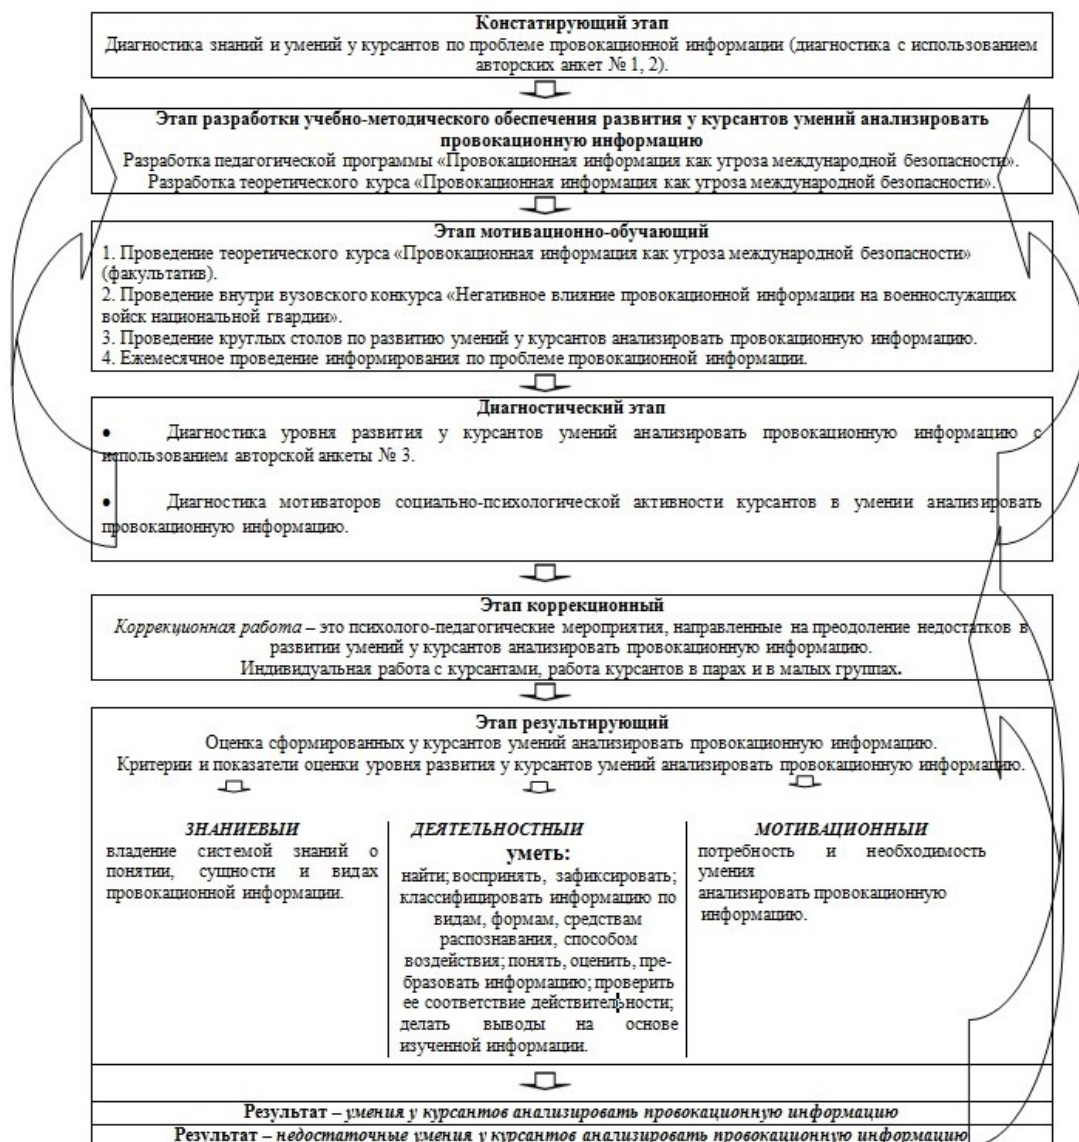 Констатирующий этап
Диагностика знаний и умений у курсантов по проблеме провокационной информации (диагностика с использованием
авторских анкет № 1, 2).
Этап разработки учебно-методического обеспечения развития у курсантов умений анализировать
провокационную информацию
Разработка педагогической программы «Провокационная информация как угроза международной безопасности».
Разработка теоретического курса «Провокационная информация как угроза международной безопасности».
Этап мотивационно-обучающий
1. Проведение теоретического курса «Провокационная информация как угроза международной безопасности»
(факультатив).
2. Проведение внутри вузовского конкурса «Негативное влияние провокационной информации на военнослужащих
войск национальной гвардии».
3. Проведение круглых столов по развитию умений у курсантов анализировать провокационную информацию.
4. Ежемесячное проведение информирования по проблеме провокационной информации.
Диагностический этап
• Диагностика уровня развития у курсантов умений анализировать провокационную информацию с
использованием авторской анкеты № 3.
• Диагностика мотиваторов социально-психологической активности курсантов в умении анализировать
провокационную информацию.
Этап коррекционный
Коррекционная работа – это психолого-педагогические мероприятия, направленные на преодоление недостатков в
развитии умений у курсантов анализировать провокационную информацию.
Индивидуальная работа с курсантами, работа курсантов в парах и в малых группах.
Этап результирующий
Оценка сформированных у курсантов умений анализировать провокационную информацию.
Критерии и показатели оценки уровня развития у курсантов умений анализировать провокационную информацию.
ЗНАНИЕВЫЙ
владение системой знаний о
понятии, сущности и видах
провокационной информации.
ДЕЯТЕЛЬНОСТНЫЙ
уметь:
найти; воспринять, зафиксировать;
классифицировать информацию по
видам, формам, средствам
распознавания, способом
воздействия; понять, оценить, пре-
бразовать информацию; проверить
ее соответствие действительности;
делать выводы на основе
изученной информации.
МОТИВАЦИОННЫЙ
потребность и необходимость
умения
анализировать провокационную
информацию.
Результат – умения у курсантов анализировать провокационную информацию
Результат – недостаточные умения у курсантов анализировать провокационную информацию